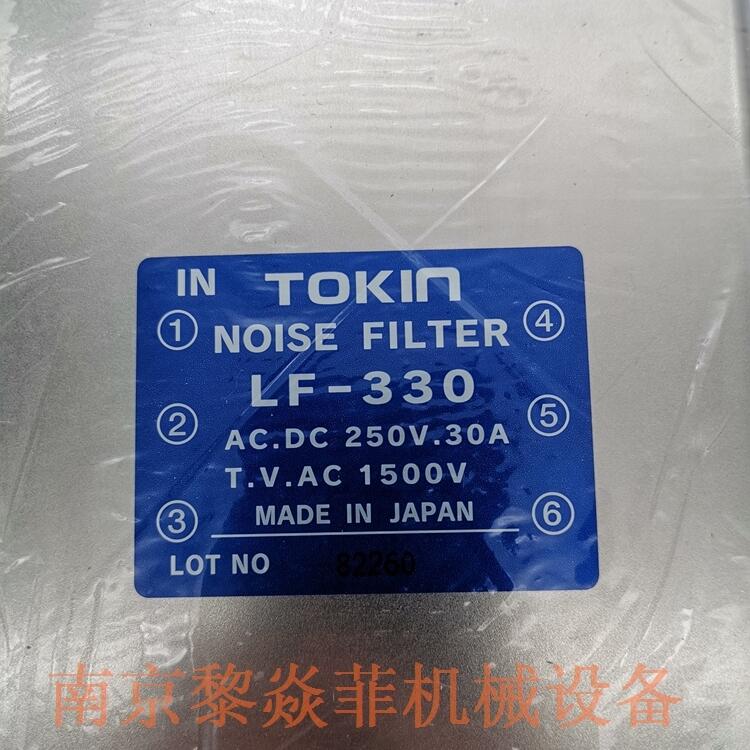 IN TOKIN
① NOISE FILTER ④
LF-330
② AC.DC 250V.30A ⑤
T.V.AC 1500V
③ MADE IN JAPAN ⑥
LOT NO 82260
南京黎焱菲机械设备